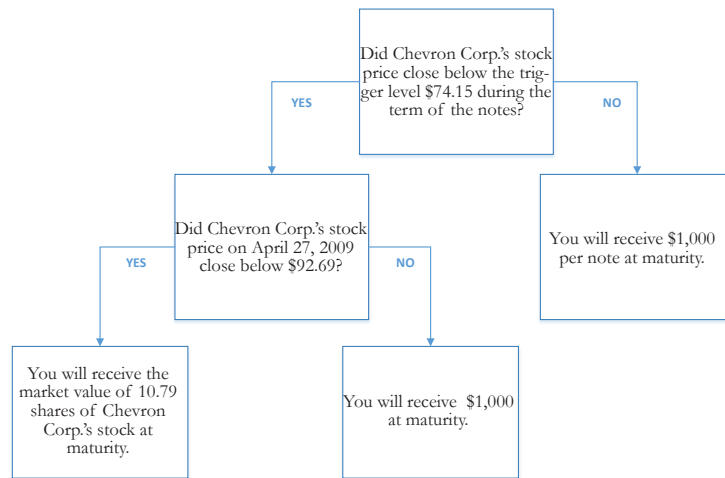 Did Chevron Corp.'s stock
price close below the trig-
ger level $74.15 during the
term of the notes?
YES
NO
Did Chevron Corp.'s stock
price on April 27, 2009
close below $92.69?
You will receive $1,000
per note at maturity.
YES
NO
You will receive the
market value of 10.79
shares of Chevron
Corp.'s stock at
maturity.
You will receive $1,000
at maturity.